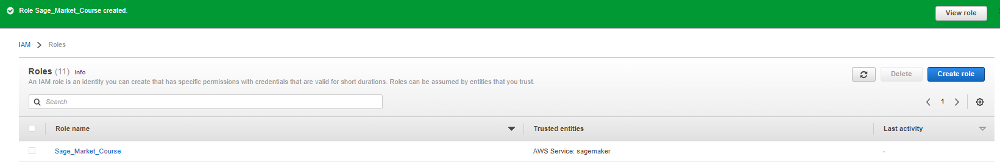 Role Sage_Market_Course created.
View role
IAM > Roles
Roles (11) Info
An IAM role is an identity you can create that has specific permissions with credentials that are valid for short durations. Roles can be assumed by entities that you trust.
Delete
Create role
Search
1
Role name
Trusted entities
Last activity
Sage_Market_Course
AWS Service: sagemaker
-